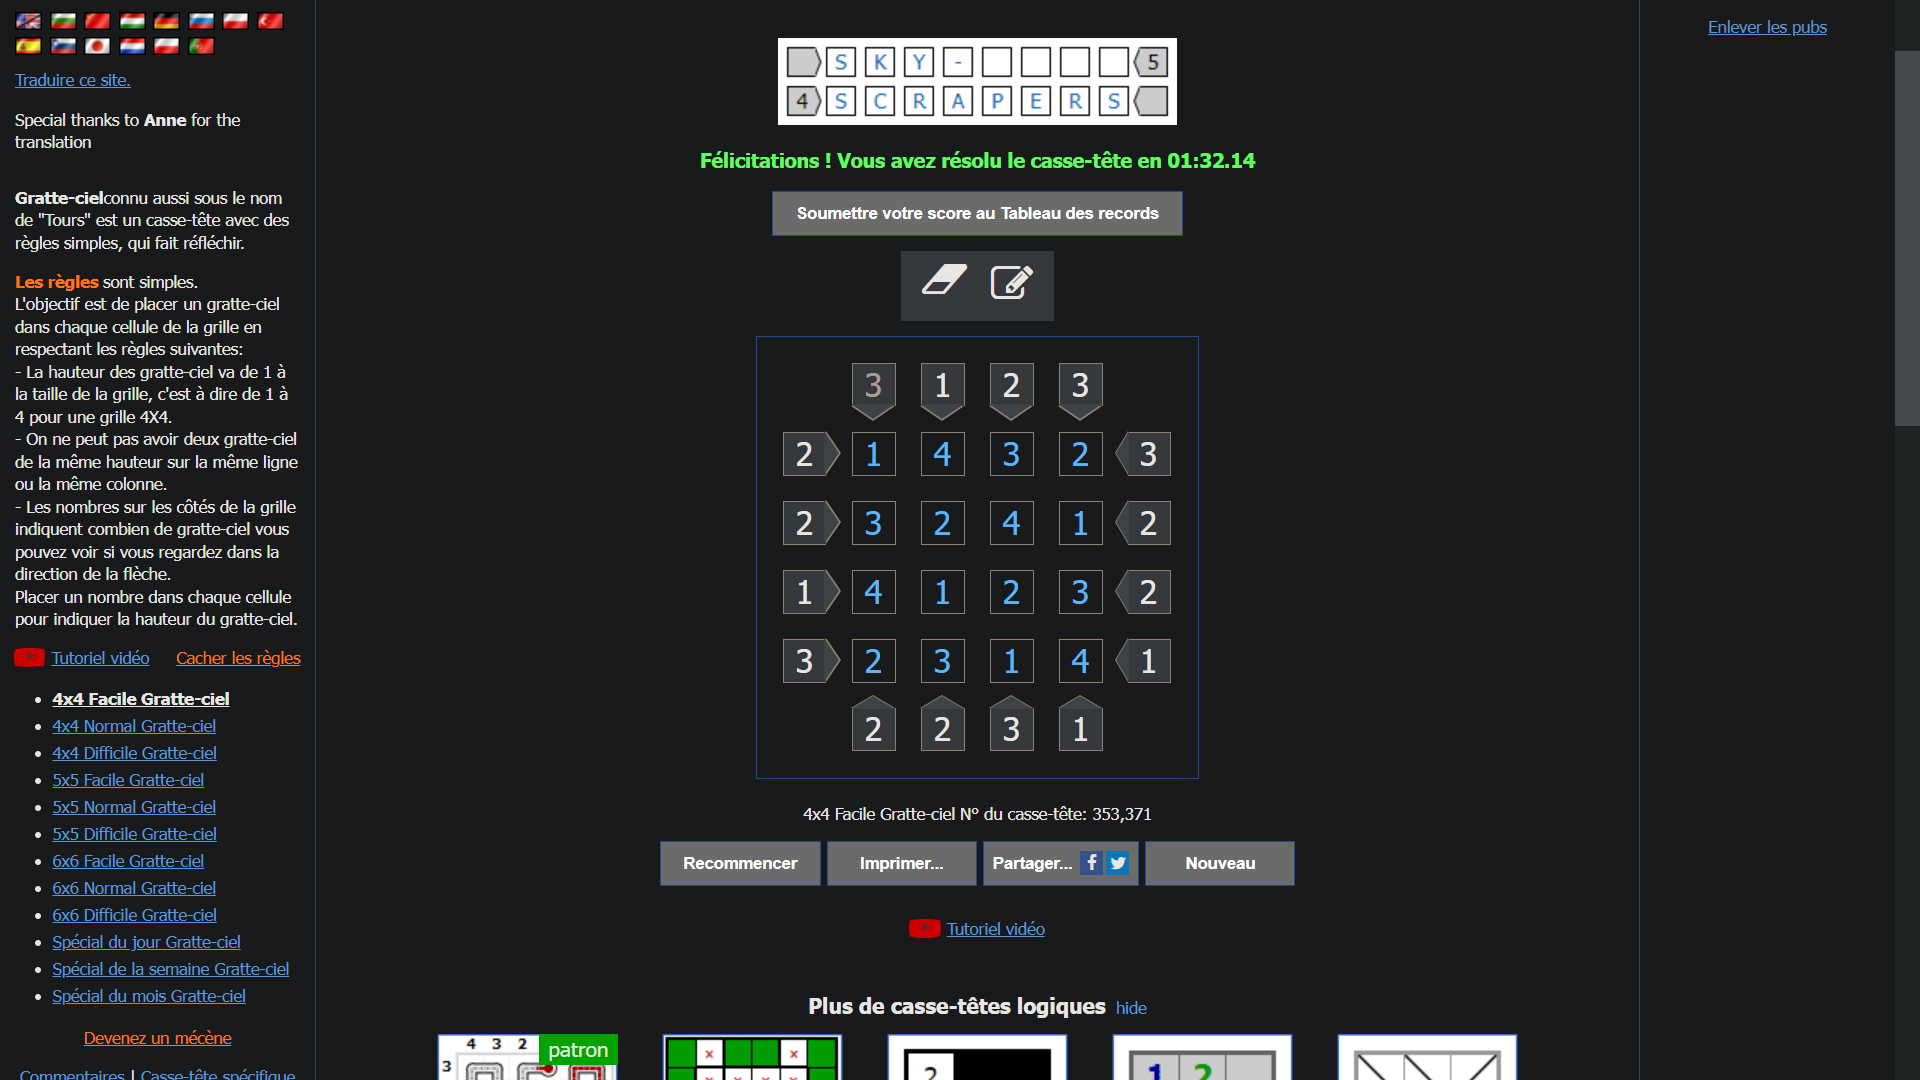 Traduire ce site.
Special thanks to Anne for the
translation
Gratte-cielconnu aussi sous le nom
de "Tours" est un casse-tête avec des
règles simples, qui fait réfléchir.
Les règles sont simples.
L'objectif est de placer un gratte-ciel
dans chaque cellule de la grille en
respectant les règles suivantes:
- La hauteur des gratte-ciel va de 1 à
la taille de la grille, c'est à dire de 1 à
4 pour une grille 4X4.
- On ne peut pas avoir deux gratte-ciel
de la même hauteur sur la même ligne
ou la même colonne.
- Les nombres sur les côtés de la grille
indiquent combien de gratte-ciel vous
pouvez voir si vous regardez dans la
direction de la flèche.
Placer un nombre dans chaque cellule
pour indiquer la hauteur du gratte-ciel.
Tutoriel vidéo Cacher les règles
• 4x4 Facile Gratte-ciel
• 4x4 Normal Gratte-ciel
• 4x4 Difficile Gratte-ciel
• 5x5 Facile Gratte-ciel
• 5x5 Normal Gratte-ciel
• 5x5 Difficile Gratte-ciel
• 6x6 Facile Gratte-ciel
• 6x6 Normal Gratte-ciel
• 6x6 Difficile Gratte-ciel
• Spécial du jour Gratte-ciel
• Spécial de la semaine Gratte-ciel
• Spécial du mois Gratte-ciel
Devenez un mécène
Commentaires | Casse-tête spécifique
S K Y - 5
4 S C R A P E R S
Félicitations ! Vous avez résolu le casse-tête en 01:32.14
Soumettre votre score au Tableau des records
3 1 2 3
2 1 4 3 2 3
2 3 2 4 1 2
1 4 1 2 3 2
3 2 3 1 4 1
2 2 3 1
4x4 Facile Gratte-ciel N° du casse-tête: 353,371
Recommencer Imprimer... Partager... Nouveau
Tutoriel vidéo
Plus de casse-têtes logiques hide
4 3 2 patron
3
2
1 2
Enlever les pubs